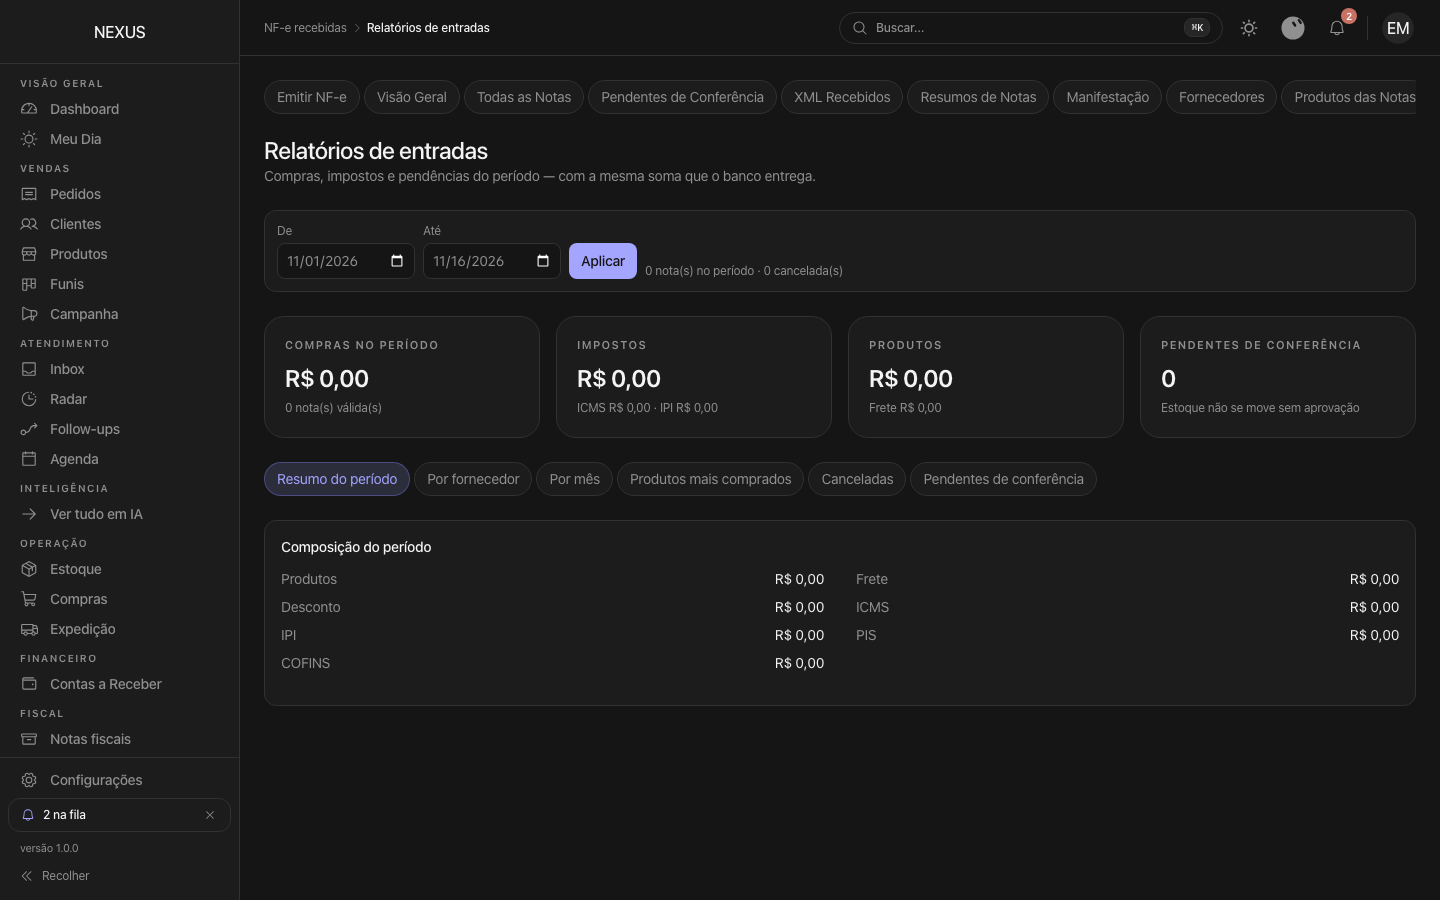 NEXUS
VISÃO GERAL
Dashboard
Meu Dia
VENDAS
Pedidos
Clientes
Produtos
Funis
Campanha
ATENDIMENTO
Inbox
Radar
Follow-ups
Agenda
INTELIGÊNCIA
Ver tudo em IA
OPERAÇÃO
Estoque
Compras
Expedição
FINANCEIRO
Contas a Receber
FISCAL
Notas fiscais
Configurações
2 na fila
versão 1.0.0
Recolher
NF-e recebidas > Relatórios de entradas
Buscar... ⌘K
2
EM
Emitir NF-e Visão Geral Todas as Notas Pendentes de Conferência XML Recebidos Resumos de Notas Manifestação Fornecedores Produtos das Notas
Relatórios de entradas
Compras, impostos e pendências do período — com a mesma soma que o banco entrega.
De Até
11/01/2026 11/16/2026 Aplicar 0 nota(s) no período · 0 cancelada(s)
COMPRAS NO PERÍODO
R$ 0,00
0 nota(s) válida(s)
IMPOSTOS
R$ 0,00
ICMS R$ 0,00 · IPI R$ 0,00
PRODUTOS
R$ 0,00
Frete R$ 0,00
PENDENTES DE CONFERÊNCIA
0
Estoque não se move sem aprovação
Resumo do período Por fornecedor Por mês Produtos mais comprados Canceladas Pendentes de conferência
Composição do período
Produtos R$ 0,00 Frete R$ 0,00
Desconto R$ 0,00 ICMS R$ 0,00
IPI R$ 0,00 PIS R$ 0,00
COFINS R$ 0,00